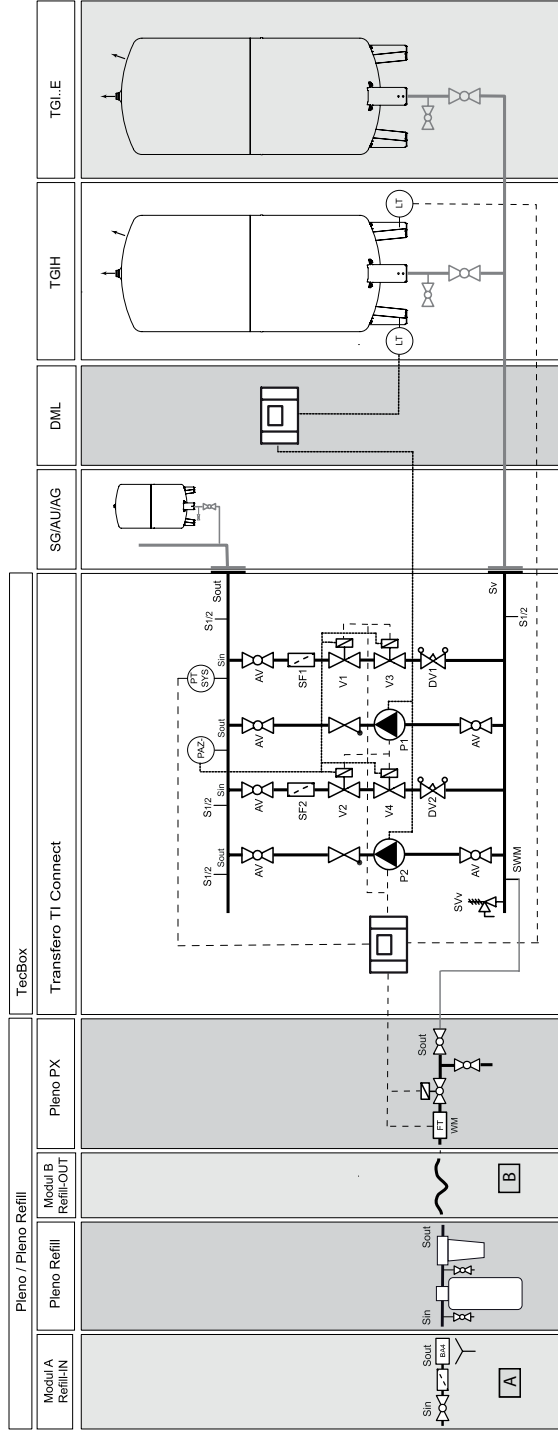 Pleno / Pleno Refill
TecBox
Modul A
Refill-IN
Pleno Refill
Modul B
Refill-OUT
Pleno PX
Transfero TI Connect
SG/AU/AG
DML
TGIH
TGI..E
Sin
Sout
BA4
A
Sin
Sout
B
FT
WM
Sout
S1/2
Sout
S1/2
Sin
PAZ-
Sout
PT
SYS
Sin
S1/2
Sout
AV
AV
AV
AV
SF2
SF1
V2
V1
P2
V4
P1
V3
DV2
DV1
AV
AV
SVv
SWM
S1/2
Sv
LT
LT